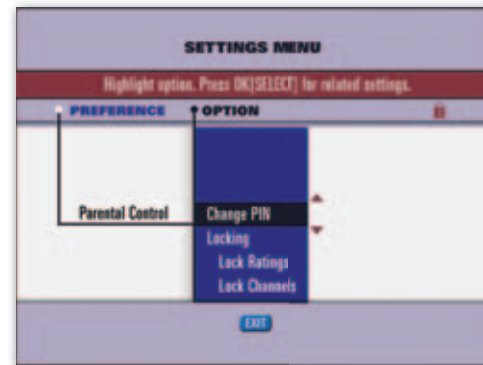 SETTINGS MENU
Highlight option. Press OK[SELECT] for related settings.
PREFERENCE OPTION
Parental Control Change PIN
Locking
Lock Ratings
Lock Channels
EXIT